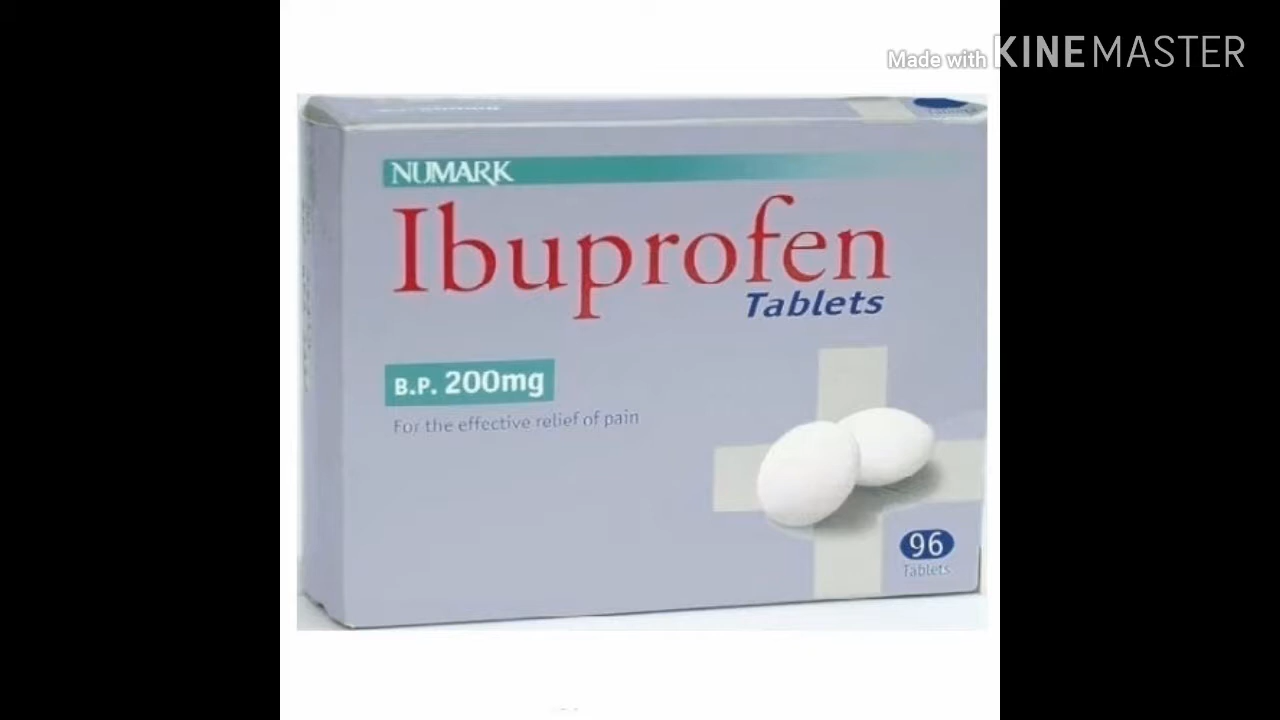 Made with KINEMASTER
NUMARK
Ibuprofen
Tablets
B.P. 200mg
For the effective relief of pain
96
Tablets